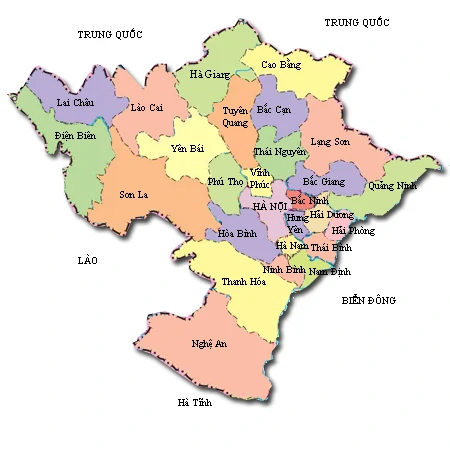 TRUNG QUỐC
TRUNG QUỐC
Hà Giang
Cao Bằng
Lai Châu
Lào Cai
Tuyên
Quang
Bắc Cạn
Điện Biên
Yên Bái
Thái Nguyên
Lạng Sơn
Sơn La
Phú Thọ
Vĩnh
Phúc
Bắc Giang
Quảng Ninh
HÀ NỘI
Bắc Ninh
Hưng
Yên
Hải Dương
Hòa Bình
Hải Phòng
Hà Nam
Thái Bình
LÀO
Ninh Bình
Nam Định
Thanh Hóa
BIỂN ĐÔNG
Nghệ An
Hà Tĩnh